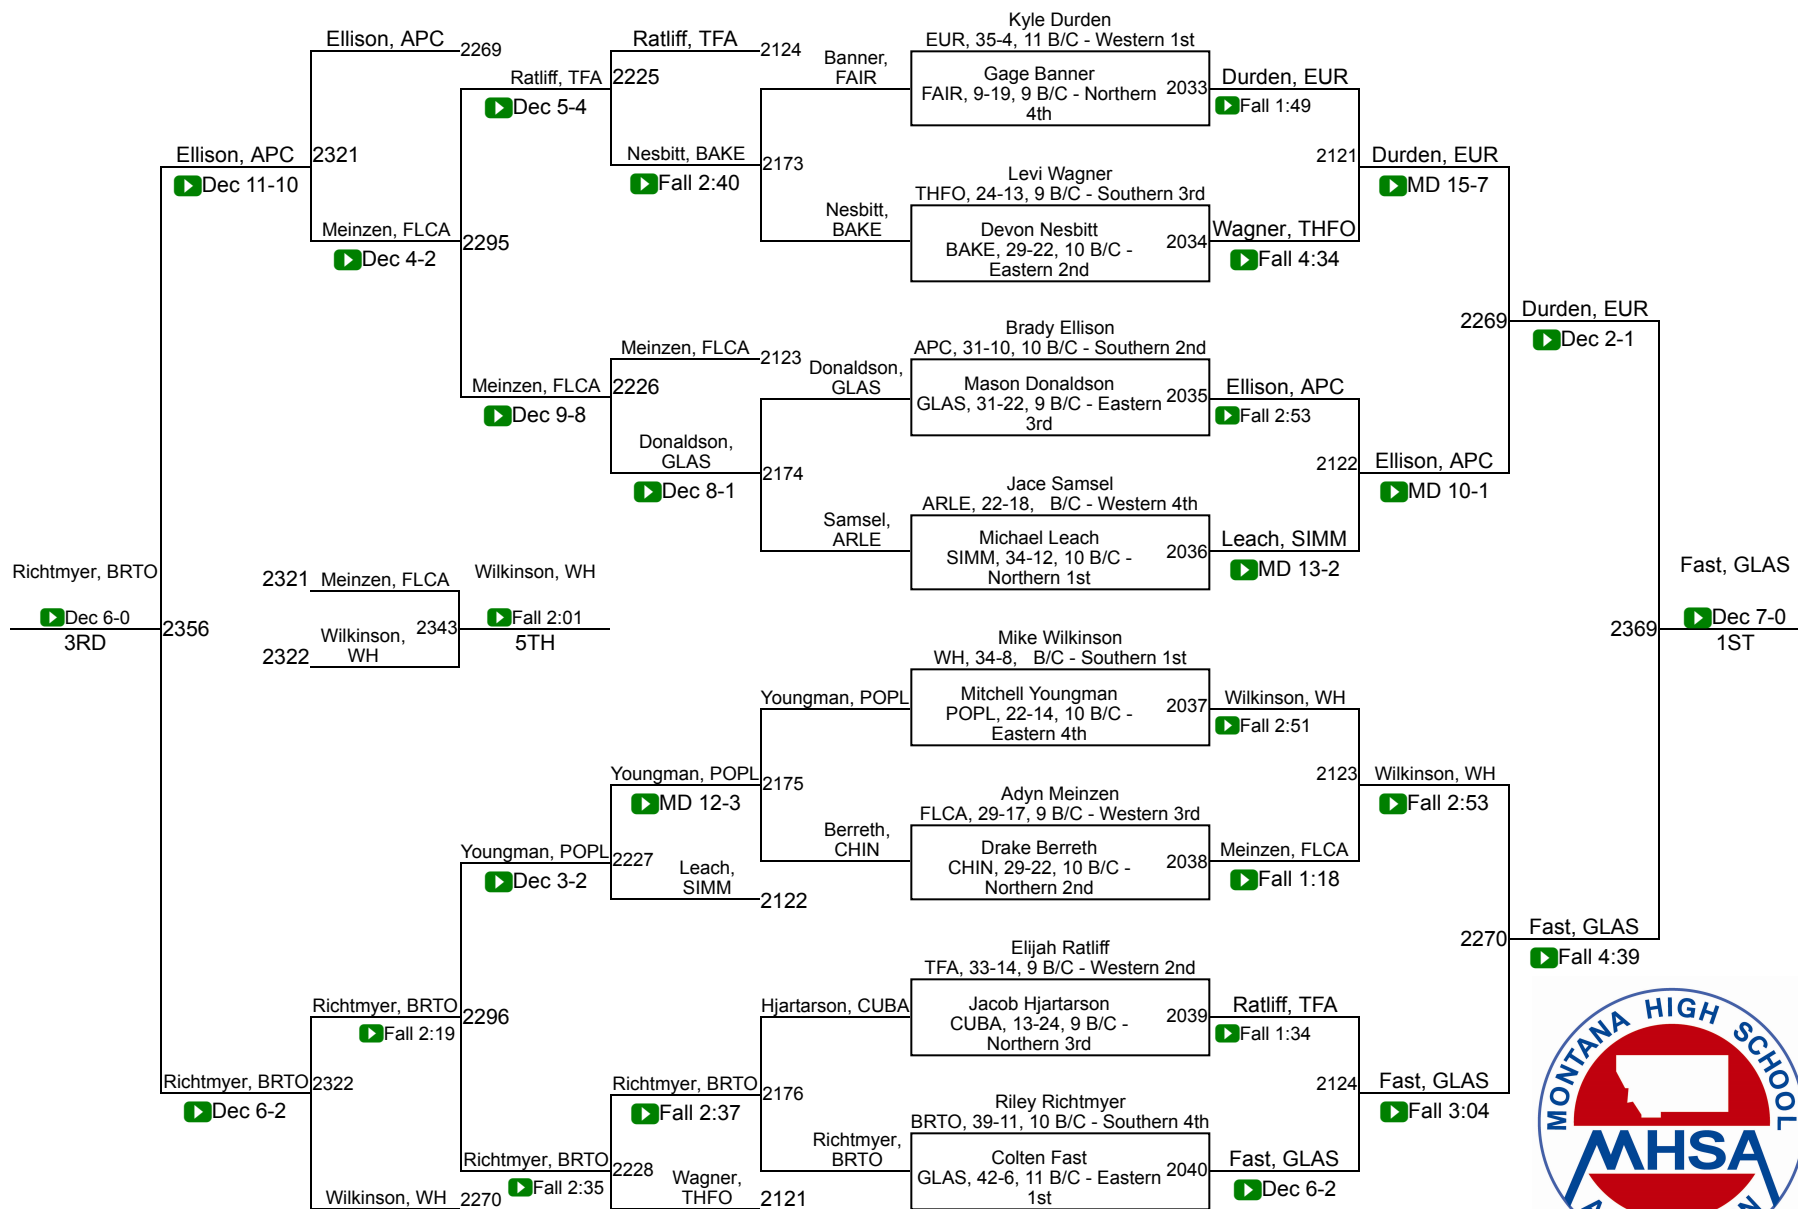 Ellison, APC
2269
Ratliff, TFA
2225
Dec 5-4
Ratliff, TFA
2124
Nesbitt, BAKE
Fall 2:40
2173
Banner,
FAIR
Nesbitt,
BAKE
Ellison, APC
2321
Dec 11-10
Meinzen, FLCA
2295
Dec 4-2
Meinzen, FLCA
2226
Dec 9-8
Meinzen, FLCA
2123
Donaldson,
GLAS
Dec 8-1
2174
Donaldson,
GLAS
Samsel,
ARLE
Kyle Durden
EUR, 35-4, 11 B/C - Western 1st
Gage Banner
FAIR, 9-19, 9 B/C - Northern
4th
2033
Durden, EUR
Fall 1:49
Levi Wagner
THFO, 24-13, 9 B/C - Southern 3rd
Devon Nesbitt
BAKE, 29-22, 10 B/C -
Eastern 2nd
2034
Wagner, THFO
Fall 4:34
2121
Durden, EUR
MD 15-7
Brady Ellison
APC, 31-10, 10 B/C - Southern 2nd
Mason Donaldson
GLAS, 31-22, 9 B/C - Eastern
3rd
2035
Ellison, APC
Fall 2:53
Jace Samsel
ARLE, 22-18, B/C - Western 4th
Michael Leach
SIMM, 34-12, 10 B/C -
Northern 1st
2036
Leach, SIMM
MD 13-2
2122
Ellison, APC
MD 10-1
2269
Durden, EUR
Dec 2-1
Richtmyer, BRTO
Dec 6-0
3RD
2356
2321
Meinzen, FLCA
2322
Wilkinson,
WH
2343
Wilkinson, WH
Fall 2:01
5TH
Fast, GLAS
2369
Dec 7-0
1ST
Mike Wilkinson
WH, 34-8, B/C - Southern 1st
Mitchell Youngman
POPL, 22-14, 10 B/C -
Eastern 4th
2037
Wilkinson, WH
Fall 2:51
Adyn Meinzen
FLCA, 29-17, 9 B/C - Western 3rd
Drake Berreth
CHIN, 29-22, 10 B/C -
Northern 2nd
2038
Meinzen, FLCA
Fall 1:18
2123
Wilkinson, WH
Fall 2:53
Youngman, POPL
Berreth,
CHIN
2175
Youngman, POPL
MD 12-3
Leach,
SIMM
2122
2227
Youngman, POPL
Dec 3-2
Elijah Ratliff
TFA, 33-14, 9 B/C - Western 2nd
Jacob Hjartarson
CUBA, 13-24, 9 B/C -
Northern 3rd
2039
Ratliff, TFA
Fall 1:34
Riley Richtmyer
BRTO, 39-11, 10 B/C - Southern 4th
Colten Fast
GLAS, 42-6, 11 B/C - Eastern
1st
2040
Fast, GLAS
Dec 6-2
2124
Fast, GLAS
Fall 3:04
2270
Fast, GLAS
Fall 4:39
Hjartarson, CUBA
Richtmyer,
BRTO
2176
Richtmyer, BRTO
Fall 2:37
Wagner,
THFO
2121
2228
Richtmyer, BRTO
Fall 2:35
2296
Richtmyer, BRTO
Fall 2:19
Wilkinson, WH
2270
2322
Richtmyer, BRTO
Dec 6-2
MONTANA HIGH SCHOOL
MHSA